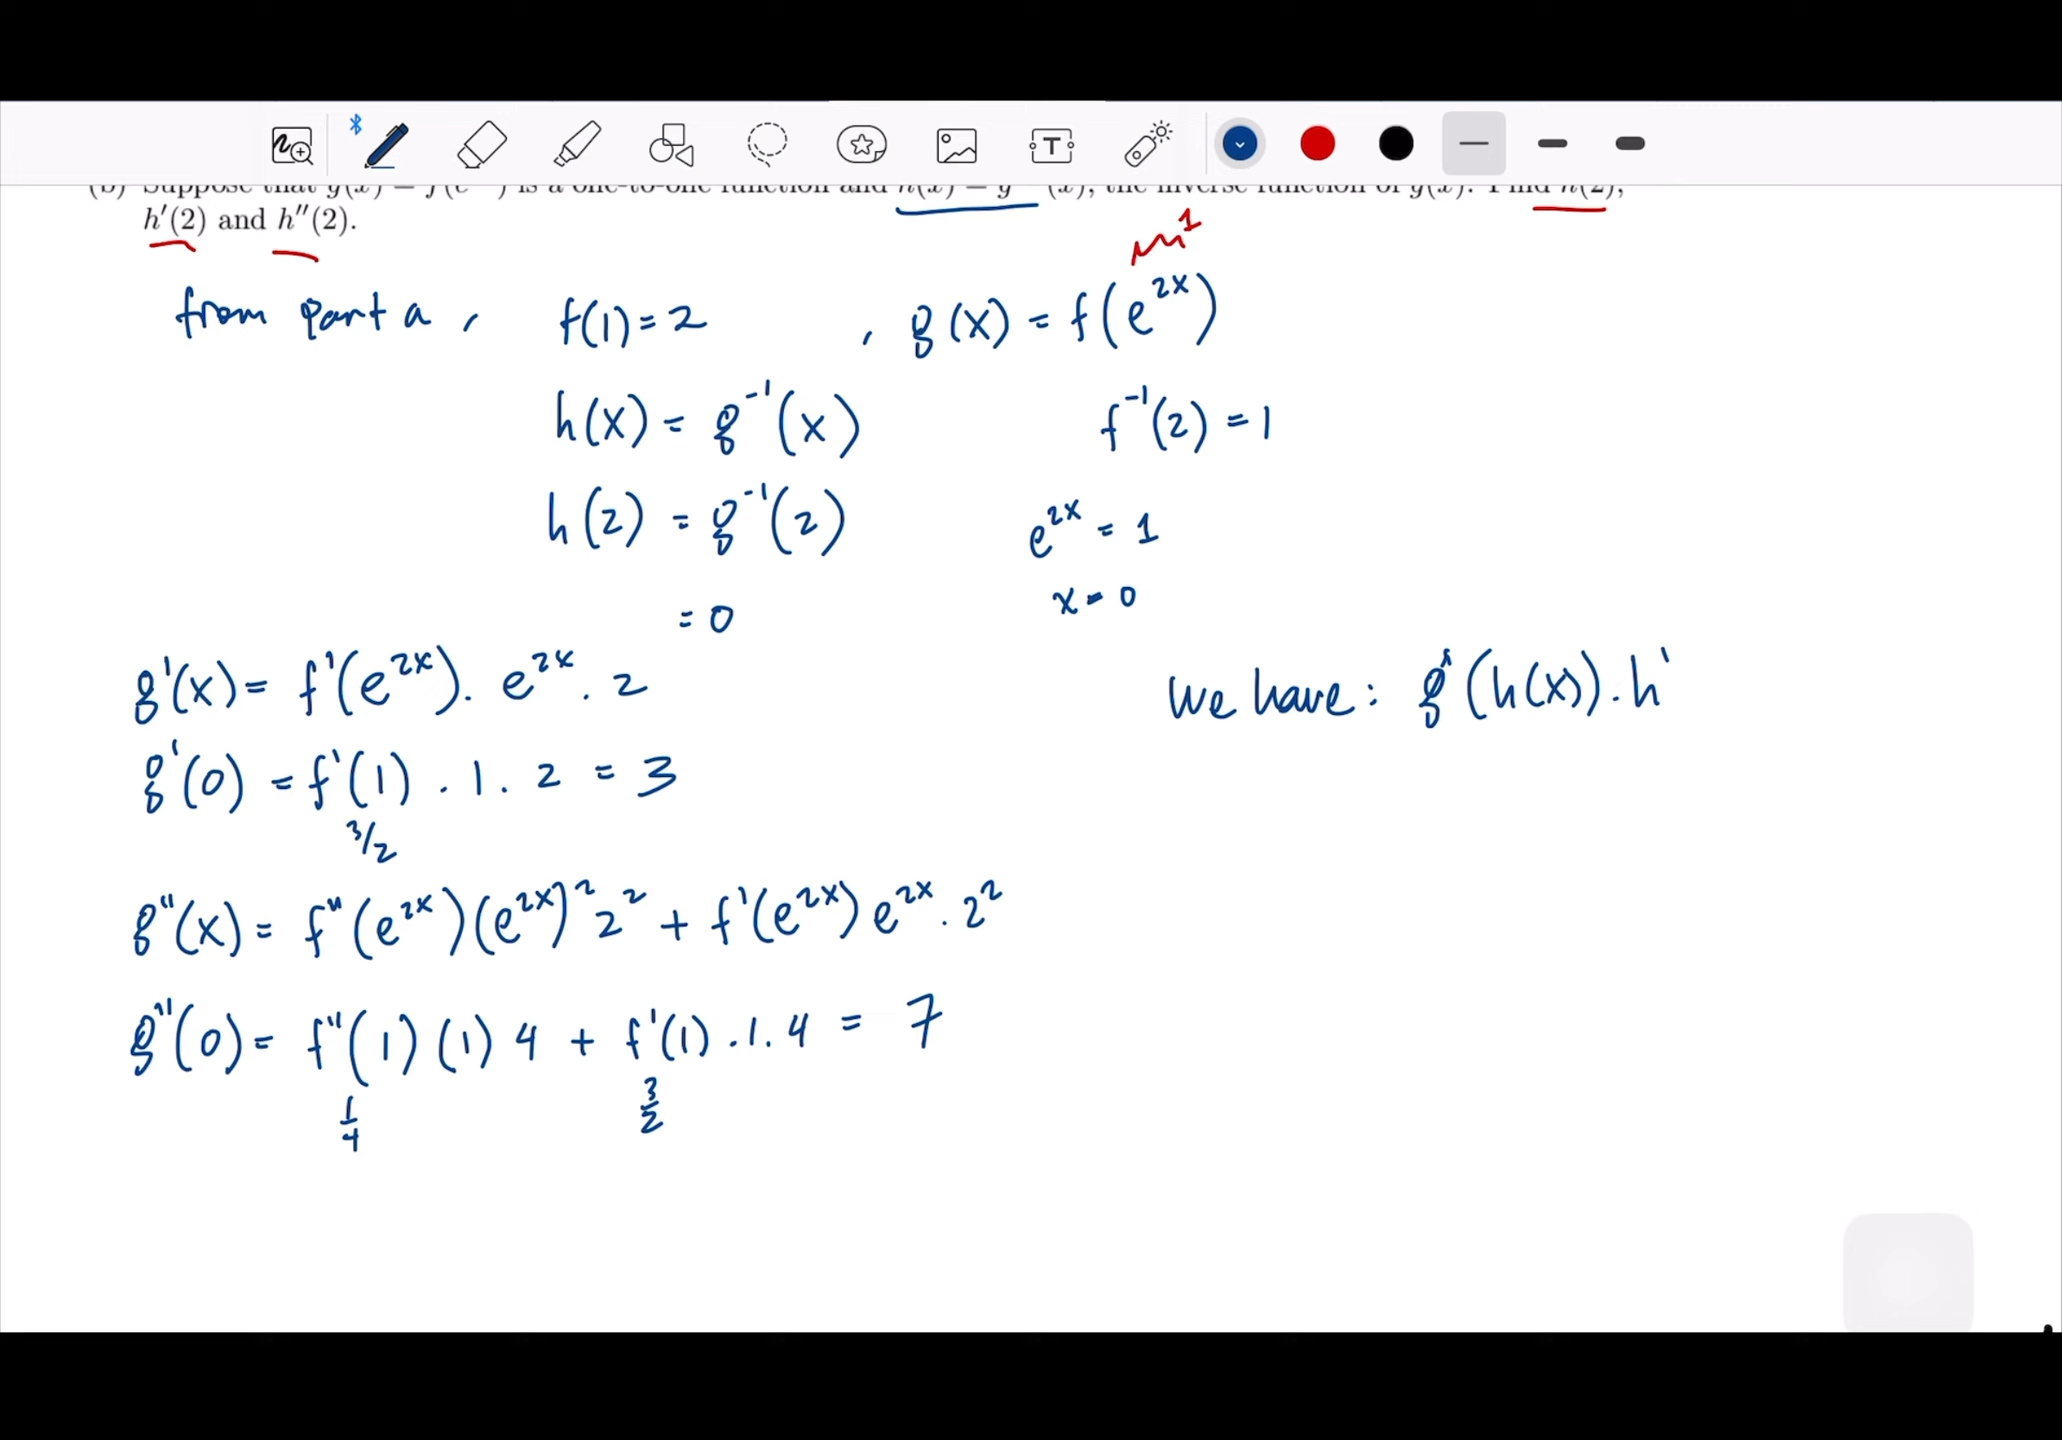 h′(2) and h″(2).
1
from part a, f(1) = 2 , g(x) = f(e^{2x})
h(x) = g^{-1}(x) f^{-1}(2) = 1
h(2) = g^{-1}(2) e^{2x} = 1
= 0 x = 0
g'(x) = f'(e^{2x}). e^{2x} . 2 We have: g'(h(x)).h'
g'(0) = f'(1) . 1 . 2 = 3
3/2
g"(x) = f"(e^{2x})(e^{2x})^2 2^2 + f'(e^{2x}) e^{2x} . 2^2
g"(0) = f"(1)(1) 4 + f'(1) .1. 4 = 7
1/4 3/2